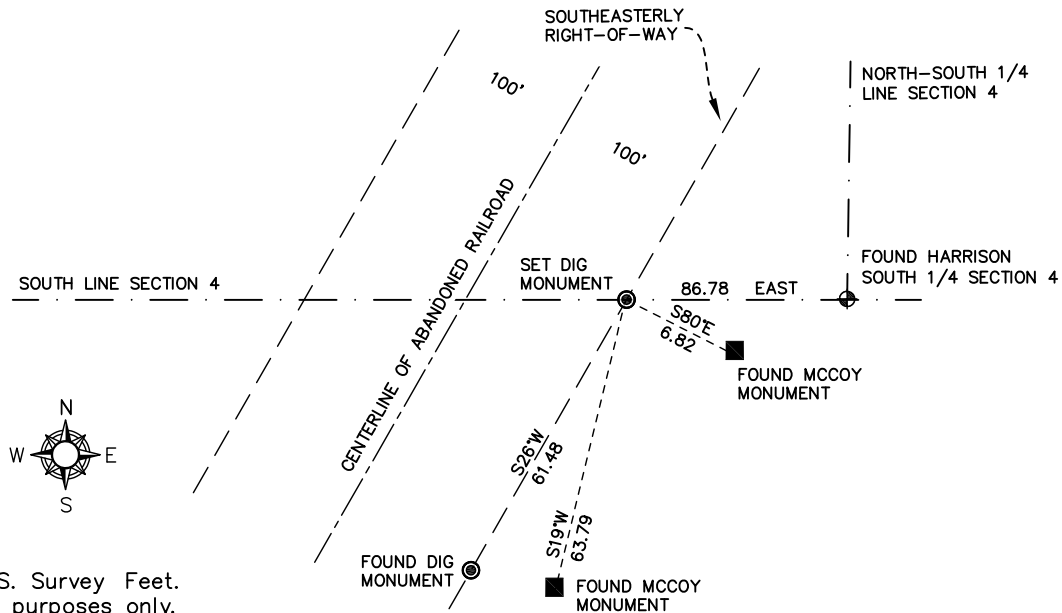 SOUTHEASTERLY
RIGHT-OF-WAY
NORTH-SOUTH 1/4
LINE SECTION 4
100'
100'
CENTERLINE OF ABANDONED RAILROAD
SOUTH LINE SECTION 4
SET DIG
MONUMENT
86.78 EAST
FOUND HARRISON
SOUTH 1/4 SECTION 4
S80°E
6.82
FOUND MCCOY
MONUMENT
N
W E
S
S26°W
61.48
S19°W
63.79
FOUND DIG
MONUMENT
FOUND MCCOY
MONUMENT
S. Survey Feet.
purposes only.